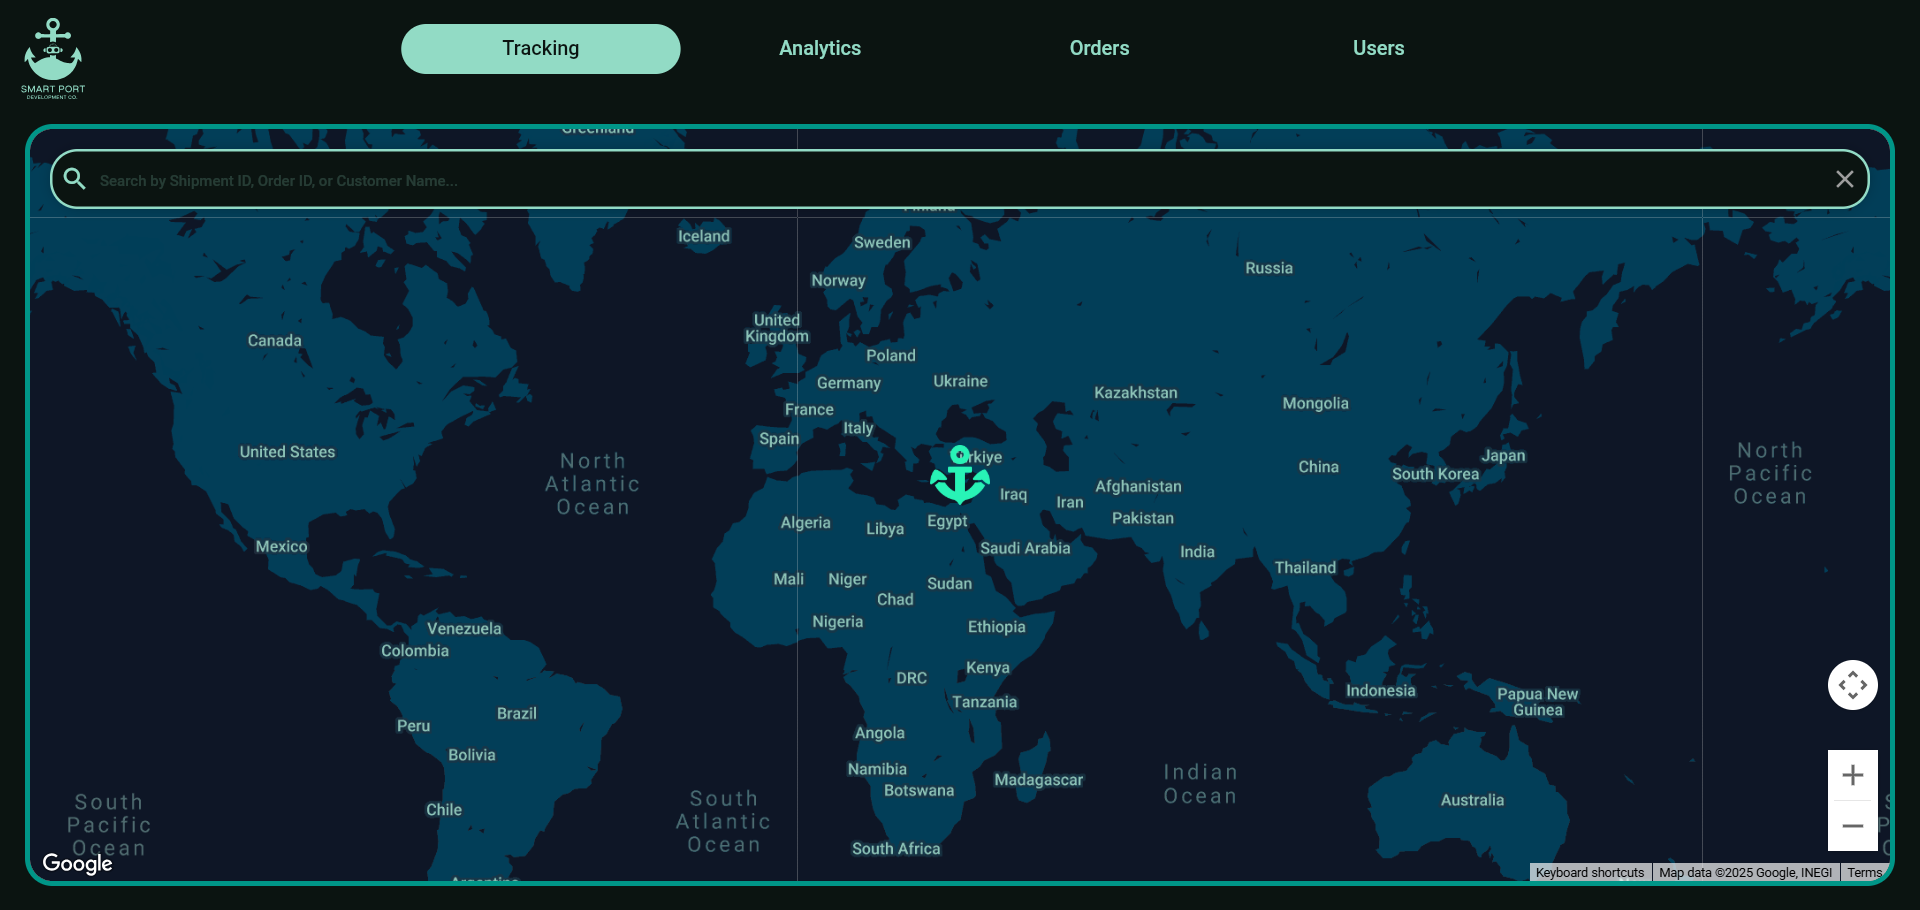 SMART PORT
DEVELOPMENT CO.
Tracking
Analytics
Orders
Users
Greenland
Search by Shipment ID, Order ID, or Customer Name...
Finland
Iceland
Sweden
Norway
Russia
United
Kingdom
Canada
Poland
Germany
Ukraine
Kazakhstan
Mongolia
France
Italy
Spain
United States
North
Atlantic
Ocean
China
South Korea
Japan
North
Pacific
Ocean
Iraq
Iran
Afghanistan
Pakistan
Algeria
Libya
Egypt
Saudi Arabia
India
Mexico
Thailand
Mali
Niger
Chad
Sudan
Nigeria
Ethiopia
Venezuela
Colombia
DRC
Kenya
Tanzania
Indonesia
Papua New
Guinea
Brazil
Peru
Bolivia
Angola
Namibia
Botswana
Madagascar
Indian
Ocean
Australia
Chile
South
Pacific
Ocean
South
Atlantic
Ocean
South Africa
Google
Argentina
Keyboard shortcuts
Map data ©2025 Google, INEGI
Terms